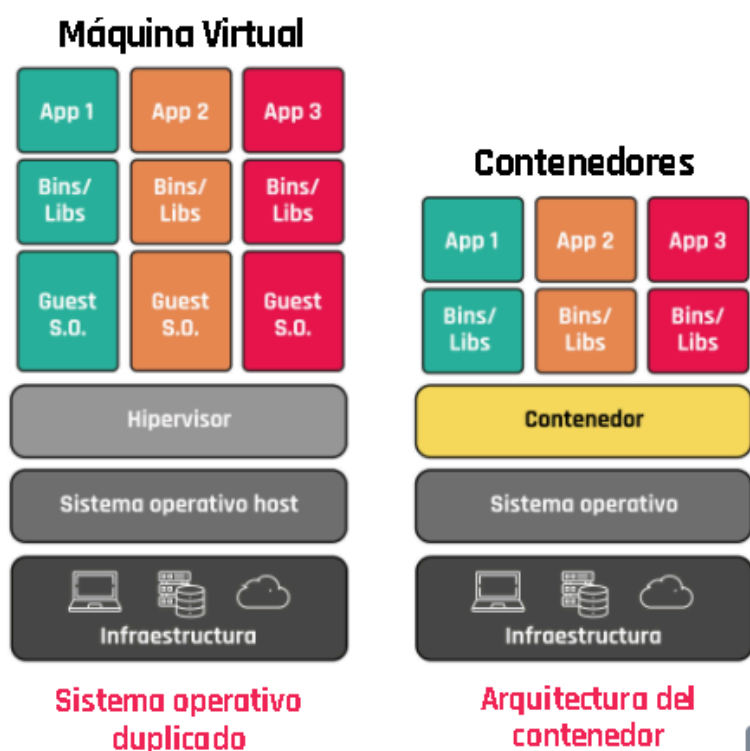 Máquina Virtual
App 1
App 2
App 3
Bins/
Libs
Bins/
Libs
Bins/
Libs
Guest
S.O.
Guest
S.O.
Guest
S.O.
Hipervisor
Sistema operativo host
Infraestructura
Sistema operativo
duplicado
Contenedores
App 1
App 2
App 3
Bins/
Libs
Bins/
Libs
Bins/
Libs
Contenedor
Sistema operativo
Infraestructura
Arquitectura del
contenedor